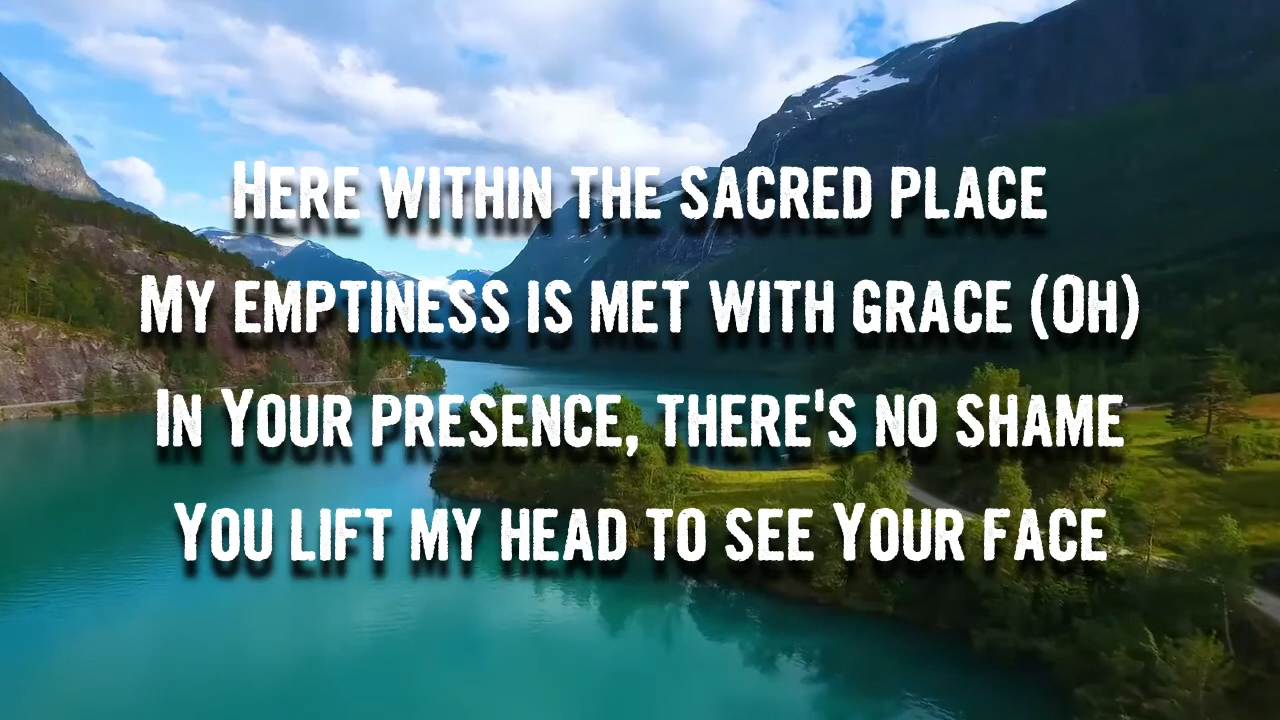 Here within the sacred place
My emptiness is met with grace (Oh)
In Your presence, there's no shame
You lift my head to see Your face